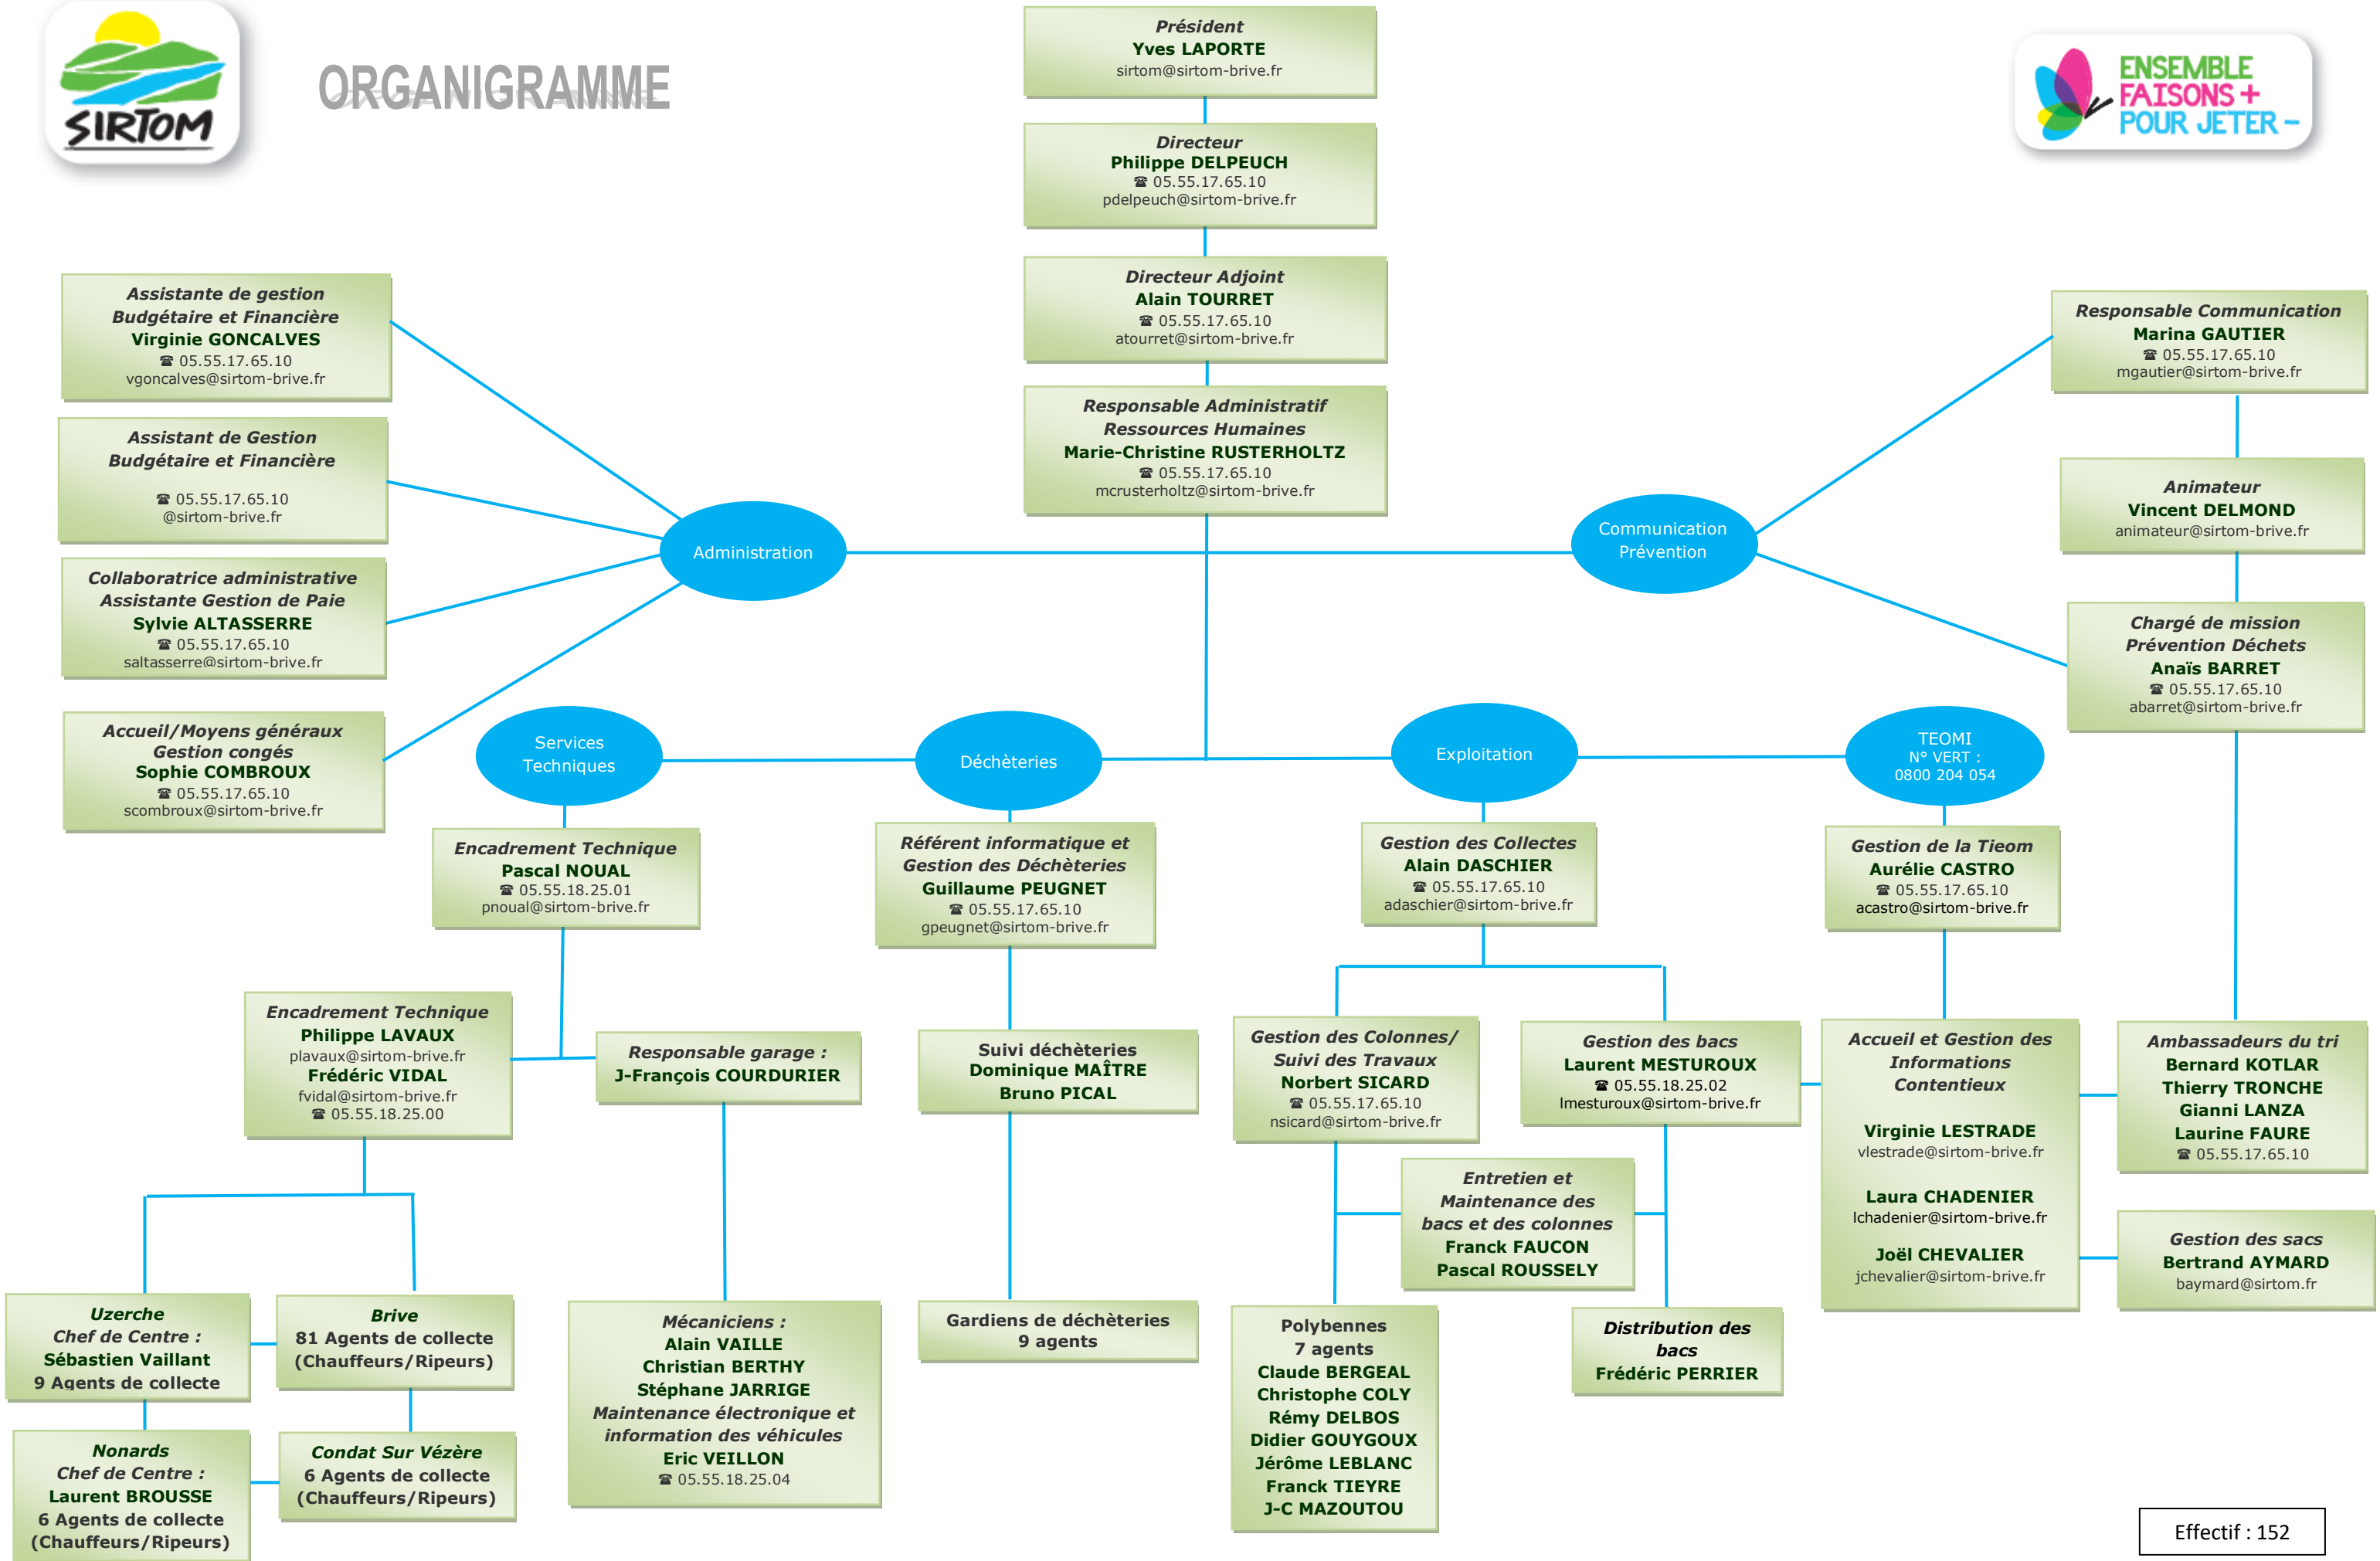 SIRTOM
ORGANIGRAMME
ENSEMBLE
FAISONS +
POUR JETER -
Président
Yves LAPORTE
sirtom@sirtom-brive.fr
Directeur
Philippe DELPEUCH
☎ 05.55.17.65.10
pdelpeuch@sirtom-brive.fr
Directeur Adjoint
Alain TOURRET
☎ 05.55.17.65.10
atourret@sirtom-brive.fr
Responsable Administratif
Ressources Humaines
Marie-Christine RUSTERHOLTZ
☎ 05.55.17.65.10
mcrusterholtz@sirtom-brive.fr
Assistante de gestion
Budgétaire et Financière
Virginie GONCALVES
☎ 05.55.17.65.10
vgoncalves@sirtom-brive.fr
Assistant de Gestion
Budgétaire et Financière
☎ 05.55.17.65.10
@sirtom-brive.fr
Collaboratrice administrative
Assistante Gestion de Paie
Sylvie ALTASSERRE
☎ 05.55.17.65.10
saltasserre@sirtom-brive.fr
Accueil/Moyens généraux
Gestion congés
Sophie COMBROUX
☎ 05.55.17.65.10
scombroux@sirtom-brive.fr
Administration
Communication
Prévention
Responsable Communication
Marina GAUTIER
☎ 05.55.17.65.10
mgautier@sirtom-brive.fr
Animateur
Vincent DELMOND
animateur@sirtom-brive.fr
Chargé de mission
Prévention Déchets
Anaïs BARRET
☎ 05.55.17.65.10
abarret@sirtom-brive.fr
Services
Techniques
Déchèteries
Exploitation
TEOMI
N° VERT :
0800 204 054
Encadrement Technique
Pascal NOUAL
☎ 05.55.18.25.01
pnoual@sirtom-brive.fr
Référent informatique et
Gestion des Déchèteries
Guillaume PEUGNET
☎ 05.55.17.65.10
gpeugnet@sirtom-brive.fr
Gestion des Collectes
Alain DASCHIER
☎ 05.55.17.65.10
adaschier@sirtom-brive.fr
Gestion de la Tieom
Aurélie CASTRO
☎ 05.55.17.65.10
acastro@sirtom-brive.fr
Encadrement Technique
Philippe LAVAUX
plavaux@sirtom-brive.fr
Frédéric VIDAL
fvidal@sirtom-brive.fr
☎ 05.55.18.25.00
Responsable garage :
J-François COURDURIER
Suivi déchèteries
Dominique MAÎTRE
Bruno PICAL
Gestion des Colonnes/
Suivi des Travaux
Norbert SICARD
☎ 05.55.17.65.10
nsicard@sirtom-brive.fr
Gestion des bacs
Laurent MESTUROUX
☎ 05.55.18.25.02
lmesturoux@sirtom-brive.fr
Accueil et Gestion des
Informations
Contentieux
Virginie LESTRADE
vlestrade@sirtom-brive.fr
Laura CHADENIER
lchadenier@sirtom-brive.fr
Joël CHEVALIER
jchevalier@sirtom-brive.fr
Ambassadeurs du tri
Bernard KOTLAR
Thierry TRONCHE
Gianni LANZA
Laurine FAURE
☎ 05.55.17.65.10
Entretien et
Maintenance des
bacs et des colonnes
Franck FAUCON
Pascal ROUSSELY
Gestion des sacs
Bertrand AYMARD
baymard@sirtom.fr
Uzerche
Chef de Centre :
Sébastien Vaillant
9 Agents de collecte
Brive
81 Agents de collecte
(Chauffeurs/Ripeurs)
Nonards
Chef de Centre :
Laurent BROUSSE
6 Agents de collecte
(Chauffeurs/Ripeurs)
Condat Sur Vézère
6 Agents de collecte
(Chauffeurs/Ripeurs)
Mécaniciens :
Alain VAILLE
Christian BERTHY
Stéphane JARRIGE
Maintenance électronique et
information des véhicules
Eric VEILLON
☎ 05.55.18.25.04
Gardiens de déchèteries
9 agents
Polybennes
7 agents
Claude BERGEAL
Christophe COLY
Rémy DELBOS
Didier GOUYGOUX
Jérôme LEBLANC
Franck TIEYRE
J-C MAZOUTOU
Distribution des
bacs
Frédéric PERRIER
Effectif : 152